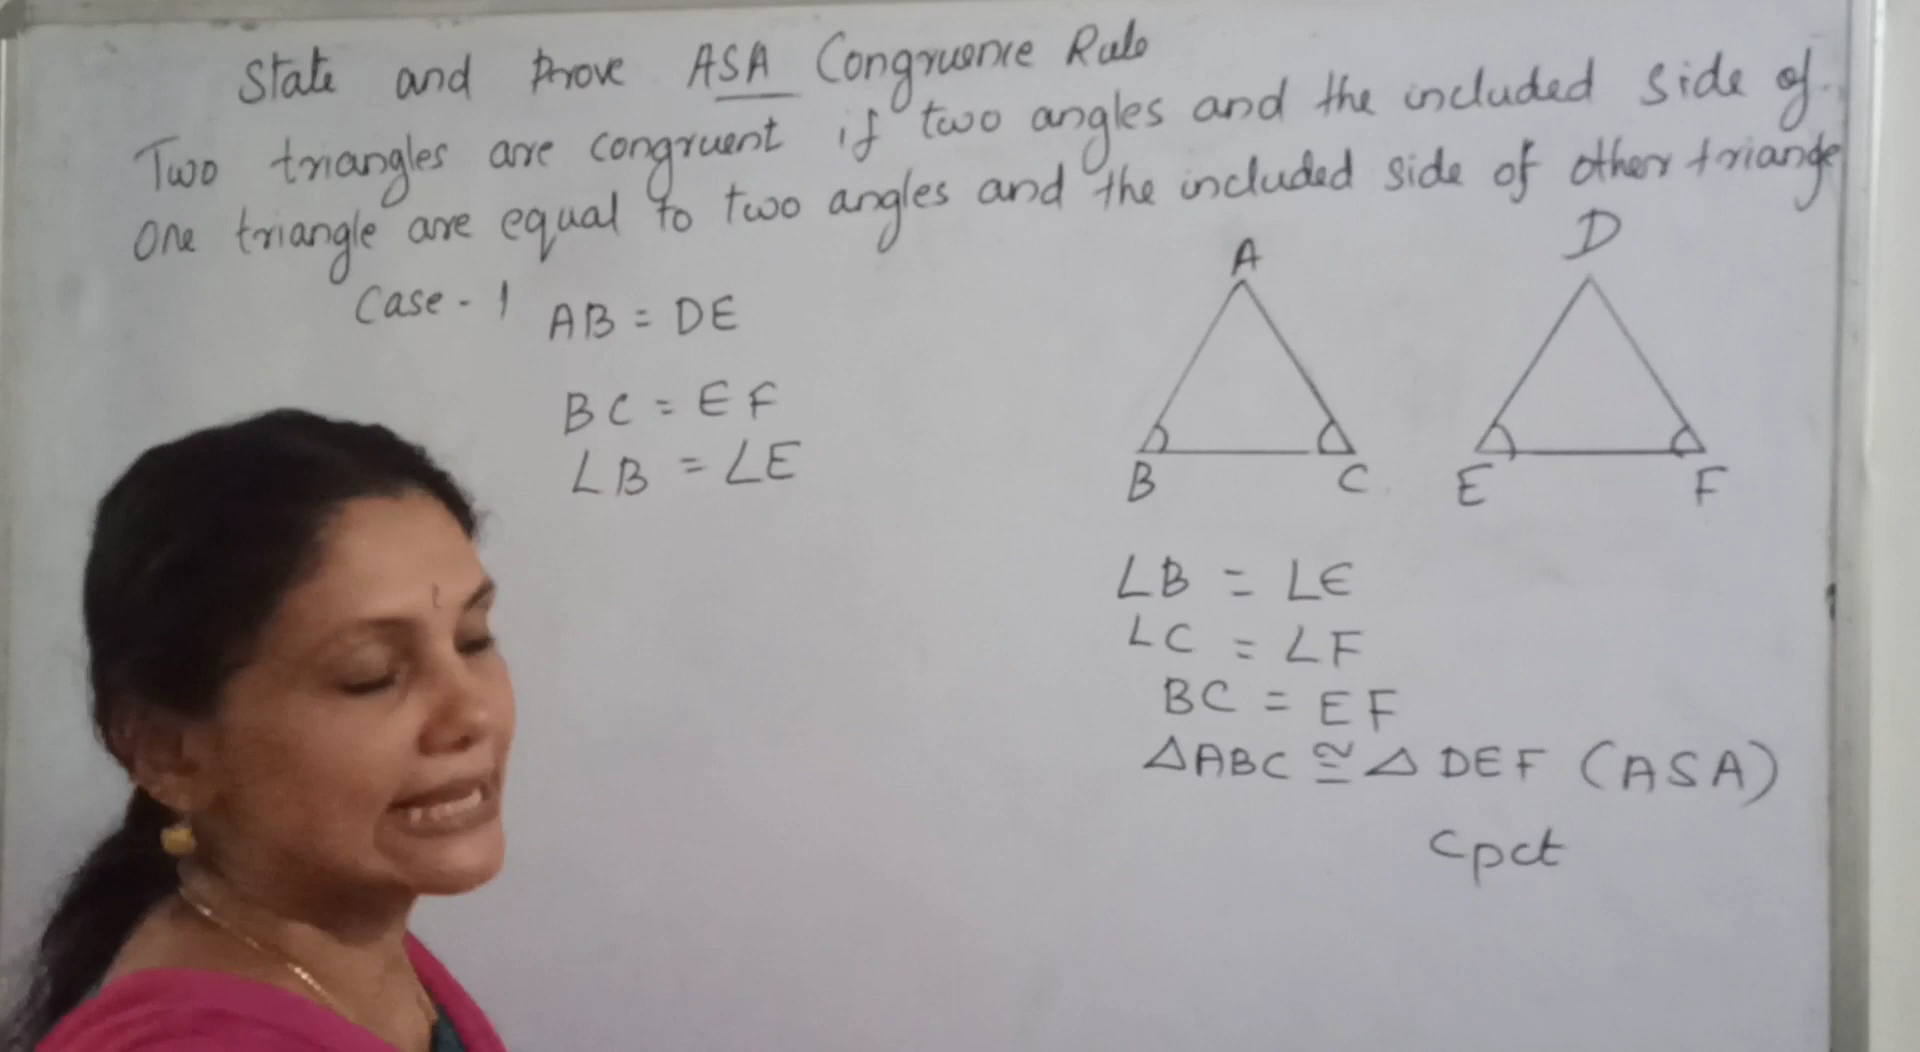 State and Prove ASA Congruence Rule
Two triangles are congruent if two angles and the included side of
One triangle are equal to two angles and the included side of other triangle
Case - 1 AB = DE
BC = EF
∠B = ∠E
A
D
B
C
E
F
∠B = ∠E
∠C = ∠F
BC = EF
△ABC ≅ △ DEF (ASA)
cpct